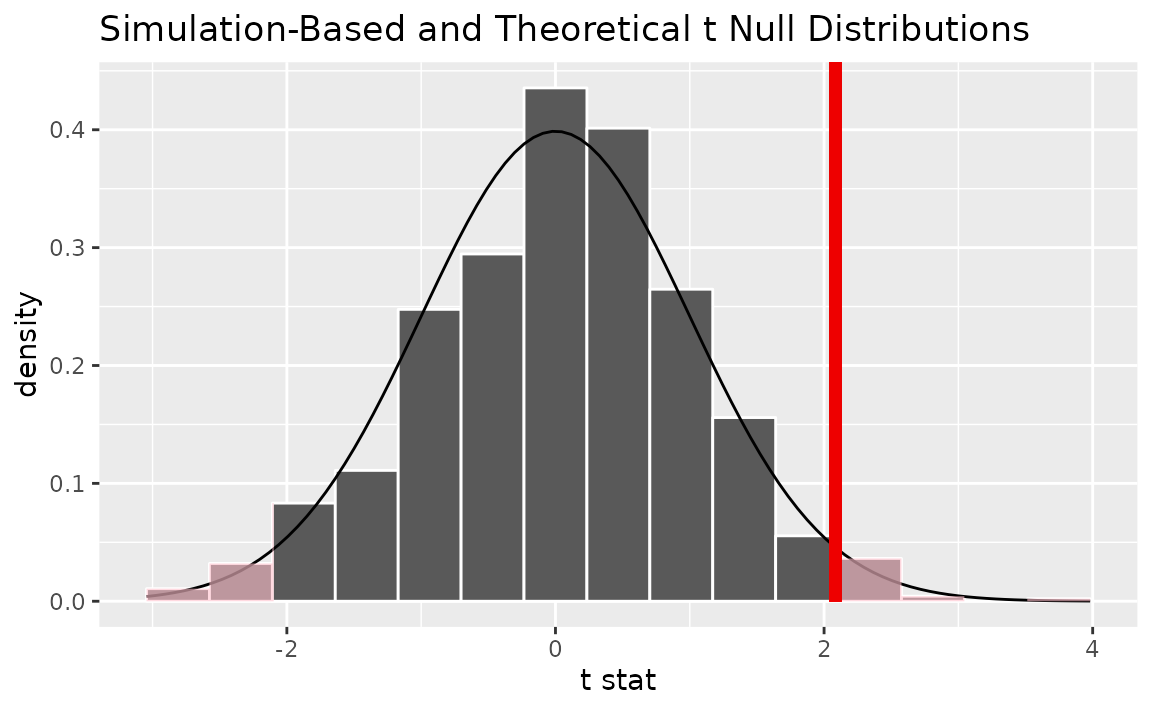 Simulation-Based and Theoretical t Null Distributions
density
0.4
0.3
0.2
0.1
0.0
-2 0 2 4
t stat